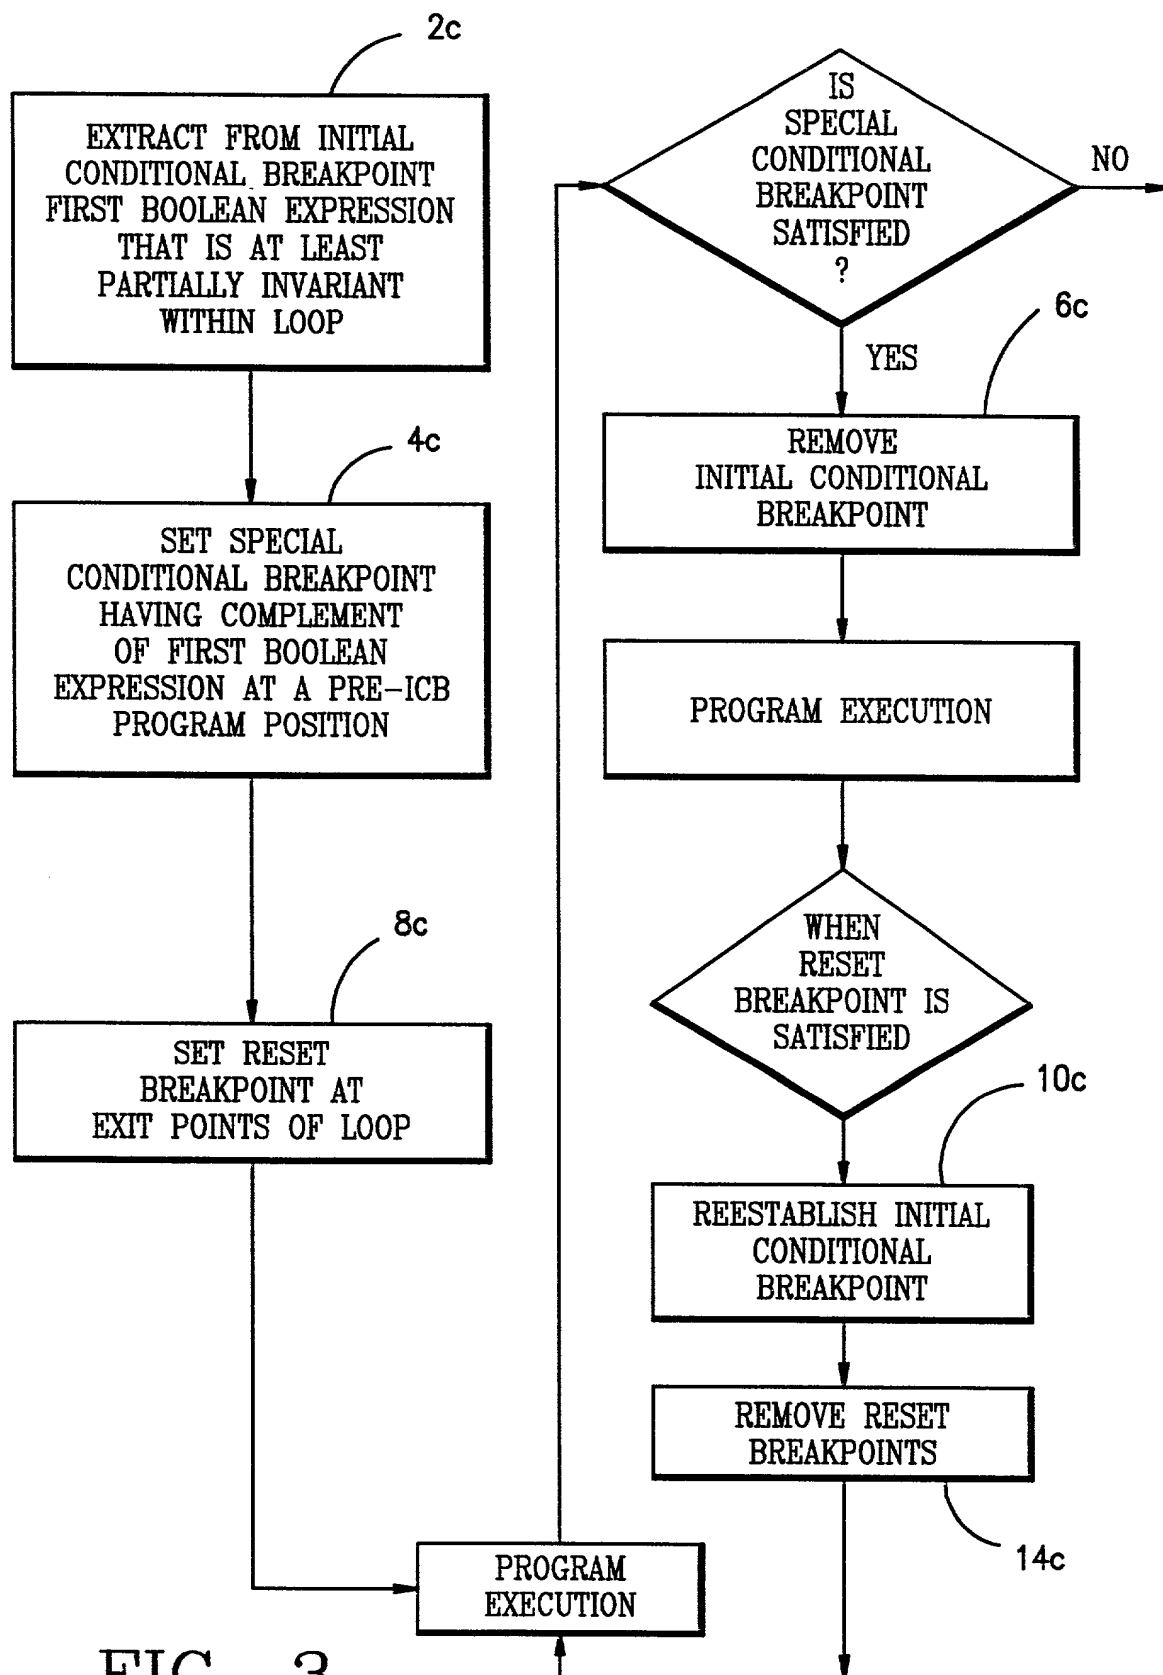 2c
EXTRACT FROM INITIAL
CONDITIONAL BREAKPOINT
FIRST BOOLEAN EXPRESSION
THAT IS AT LEAST
PARTIALLY INVARIANT
WITHIN LOOP
4c
SET SPECIAL
CONDITIONAL BREAKPOINT
HAVING COMPLEMENT
OF FIRST BOOLEAN
EXPRESSION AT A PRE-ICB
PROGRAM POSITION
8c
SET RESET
BREAKPOINT AT
EXIT POINTS OF LOOP
PROGRAM
EXECUTION
IS
SPECIAL
CONDITIONAL
BREAKPOINT
SATISFIED
?
NO
YES
6c
REMOVE
INITIAL CONDITIONAL
BREAKPOINT
PROGRAM EXECUTION
WHEN
RESET
BREAKPOINT IS
SATISFIED
10c
REESTABLISH INITIAL
CONDITIONAL
BREAKPOINT
REMOVE RESET
BREAKPOINTS
14c
FIG. 3